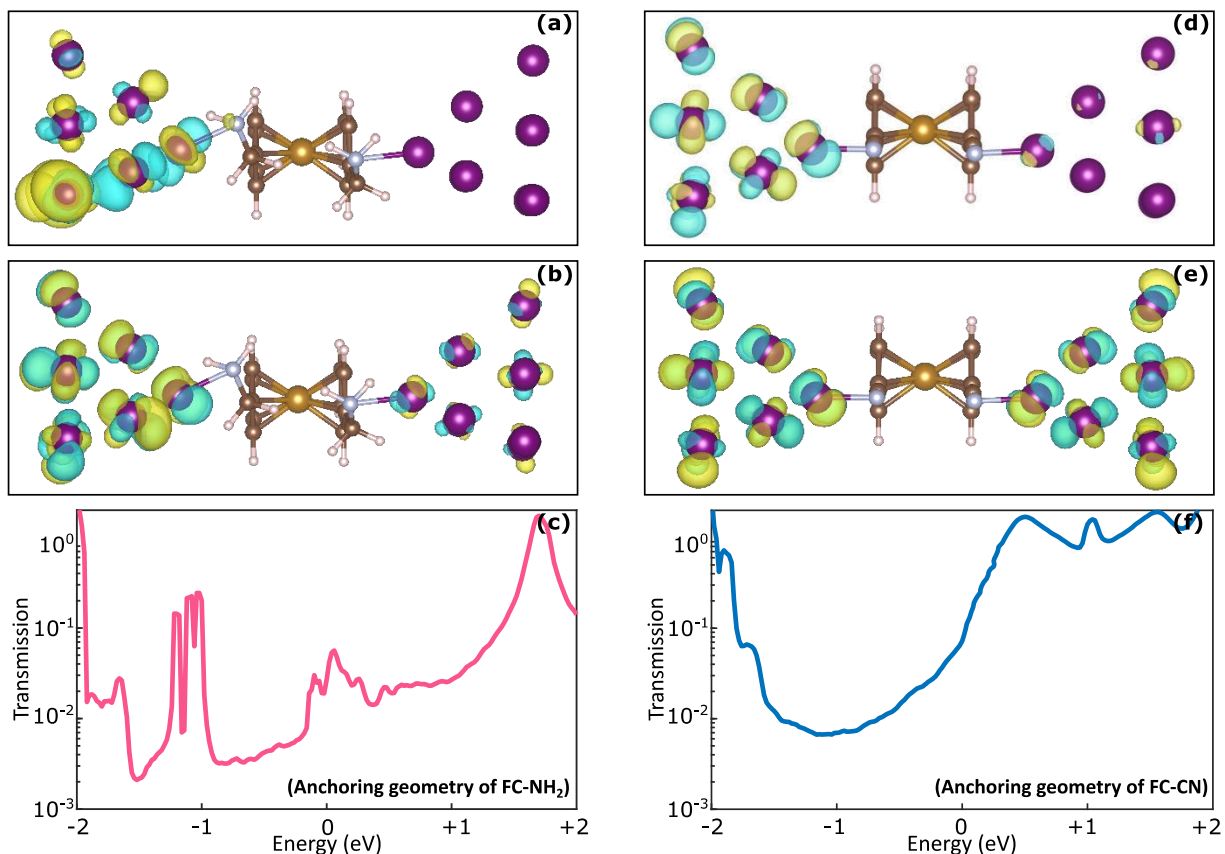 (a)
(d)
(b)
(e)
(c)
10⁰
10⁻¹
10⁻²
10⁻³
Transmission
(Anchoring geometry of FC-NH₂)
-2
-1
0
+1
+2
Energy (eV)
(f)
10⁰
10⁻¹
10⁻²
10⁻³
Transmission
(Anchoring geometry of FC-CN)
-2
-1
0
+1
+2
Energy (eV)